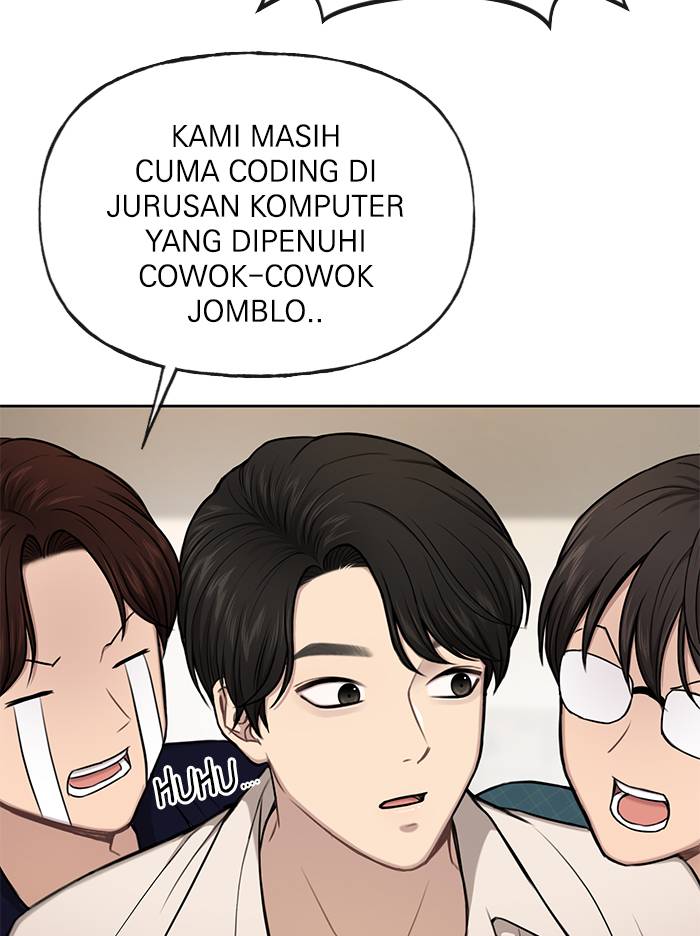 KAMI MASIH
CUMA CODING DI
JURUSAN KOMPUTER
YANG DIPENUHI
COWOK-COWOK
JOMBLO..
HUHU....